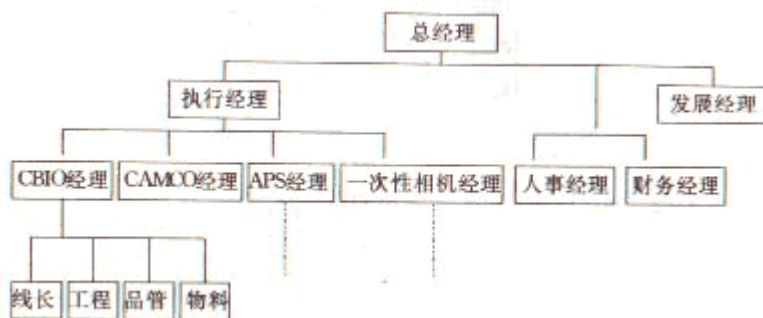 总经理
执行经理
发展经理
CBIO经理
CAMCO经理
APS经理
一次性相机经理
人事经理
财务经理
线长
工程
品管
物料